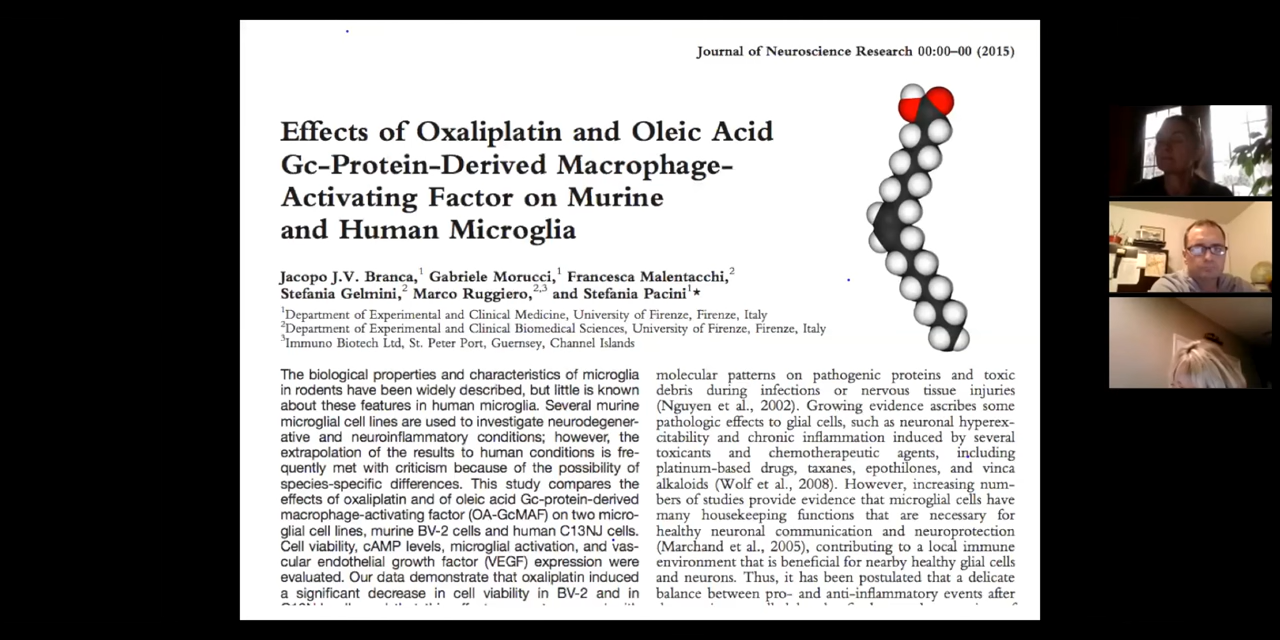 Journal of Neuroscience Research 00:00–00 (2015)
Effects of Oxaliplatin and Oleic Acid
Gc-Protein-Derived Macrophage-
Activating Factor on Murine
and Human Microglia
Jacopo J.V. Branca,1 Gabriele Morucci,1 Francesca Malentacchi,2
Stefania Gelmini,2 Marco Ruggiero,2,3 and Stefania Pacini1*
1Department of Experimental and Clinical Medicine, University of Firenze, Firenze, Italy
2Department of Experimental and Clinical Biomedical Sciences, University of Firenze, Firenze, Italy
3Immuno Biotech Ltd, St. Peter Port, Guernsey, Channel Islands
The biological properties and characteristics of microglia
in rodents have been widely described, but little is known
about these features in human microglia. Several murine
microglial cell lines are used to investigate neurodegener-
ative and neuroinflammatory conditions; however, the
extrapolation of the results to human conditions is fre-
quently met with criticism because of the possibility of
species-specific differences. This study compares the
effects of oxaliplatin and of oleic acid Gc-protein-derived
macrophage-activating factor (OA-GcMAF) on two micro-
glial cell lines, murine BV-2 cells and human C13NJ cells.
Cell viability, cAMP levels, microglial activation, and vas-
cular endothelial growth factor (VEGF) expression were
evaluated. Our data demonstrate that oxaliplatin induced
a significant decrease in cell viability in BV-2 and in
molecular patterns on pathogenic proteins and toxic
debris during infections or nervous tissue injuries
(Nguyen et al., 2002). Growing evidence ascribes some
pathologic effects to glial cells, such as neuronal hyperex-
citability and chronic inflammation induced by several
toxicants and chemotherapeutic agents, including
platinum-based drugs, taxanes, epothilones, and vinca
alkaloids (Wolf et al., 2008). However, increasing num-
bers of studies provide evidence that microglial cells have
many housekeeping functions that are necessary for
healthy neuronal communication and neuroprotection
(Marchand et al., 2005), contributing to a local immune
environment that is beneficial for nearby healthy glial cells
and neurons. Thus, it has been postulated that a delicate
balance between pro- and anti-inflammatory events after